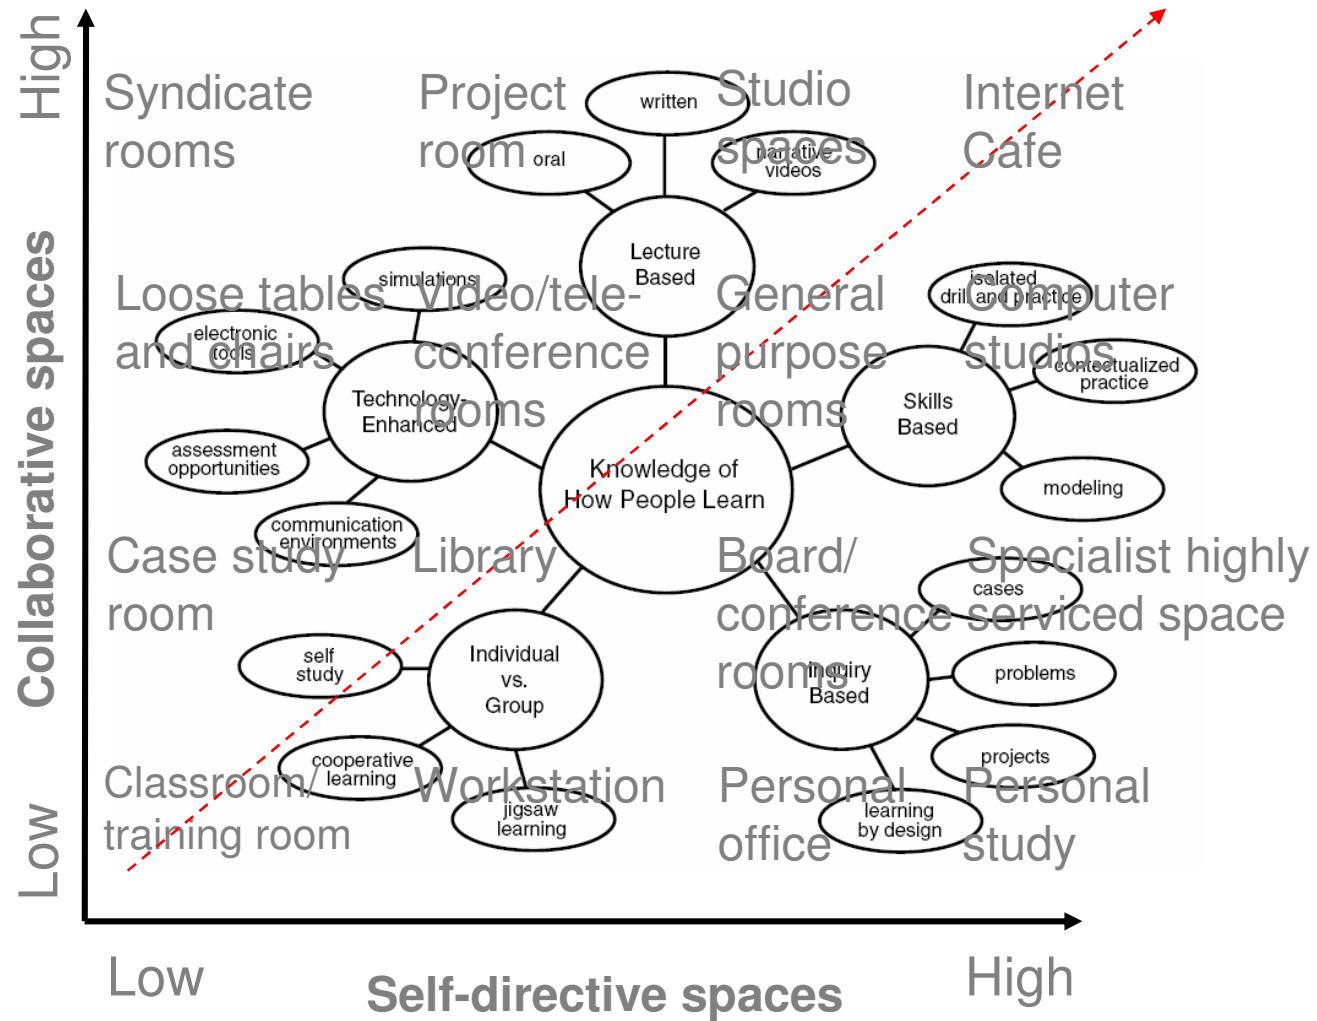 High
Collaborative spaces
Low
Syndicate
rooms
Project
room
Studio
spaces
Internet
Cafe
Loose tables
and chairs
Video/tele-
conference
rooms
General
purpose
rooms
Computer
studios
Case study
room
Library
Board/
conference
rooms
Specialist highly
serviced space
Classroom/
training room
Workstation
Personal
office
Personal
study
Low
Self-directive spaces
High
written
oral
narrative
videos
Lecture
Based
simulations
electronic
tools
Technology-
Enhanced
assessment
opportunities
communication
environments
Knowledge of
How People Learn
isolated
drill and practice
contextualized
practice
Skills
Based
modeling
Individual
vs.
Group
self
study
cooperative
learning
jigsaw
learning
Inquiry
Based
cases
problems
projects
learning
by design